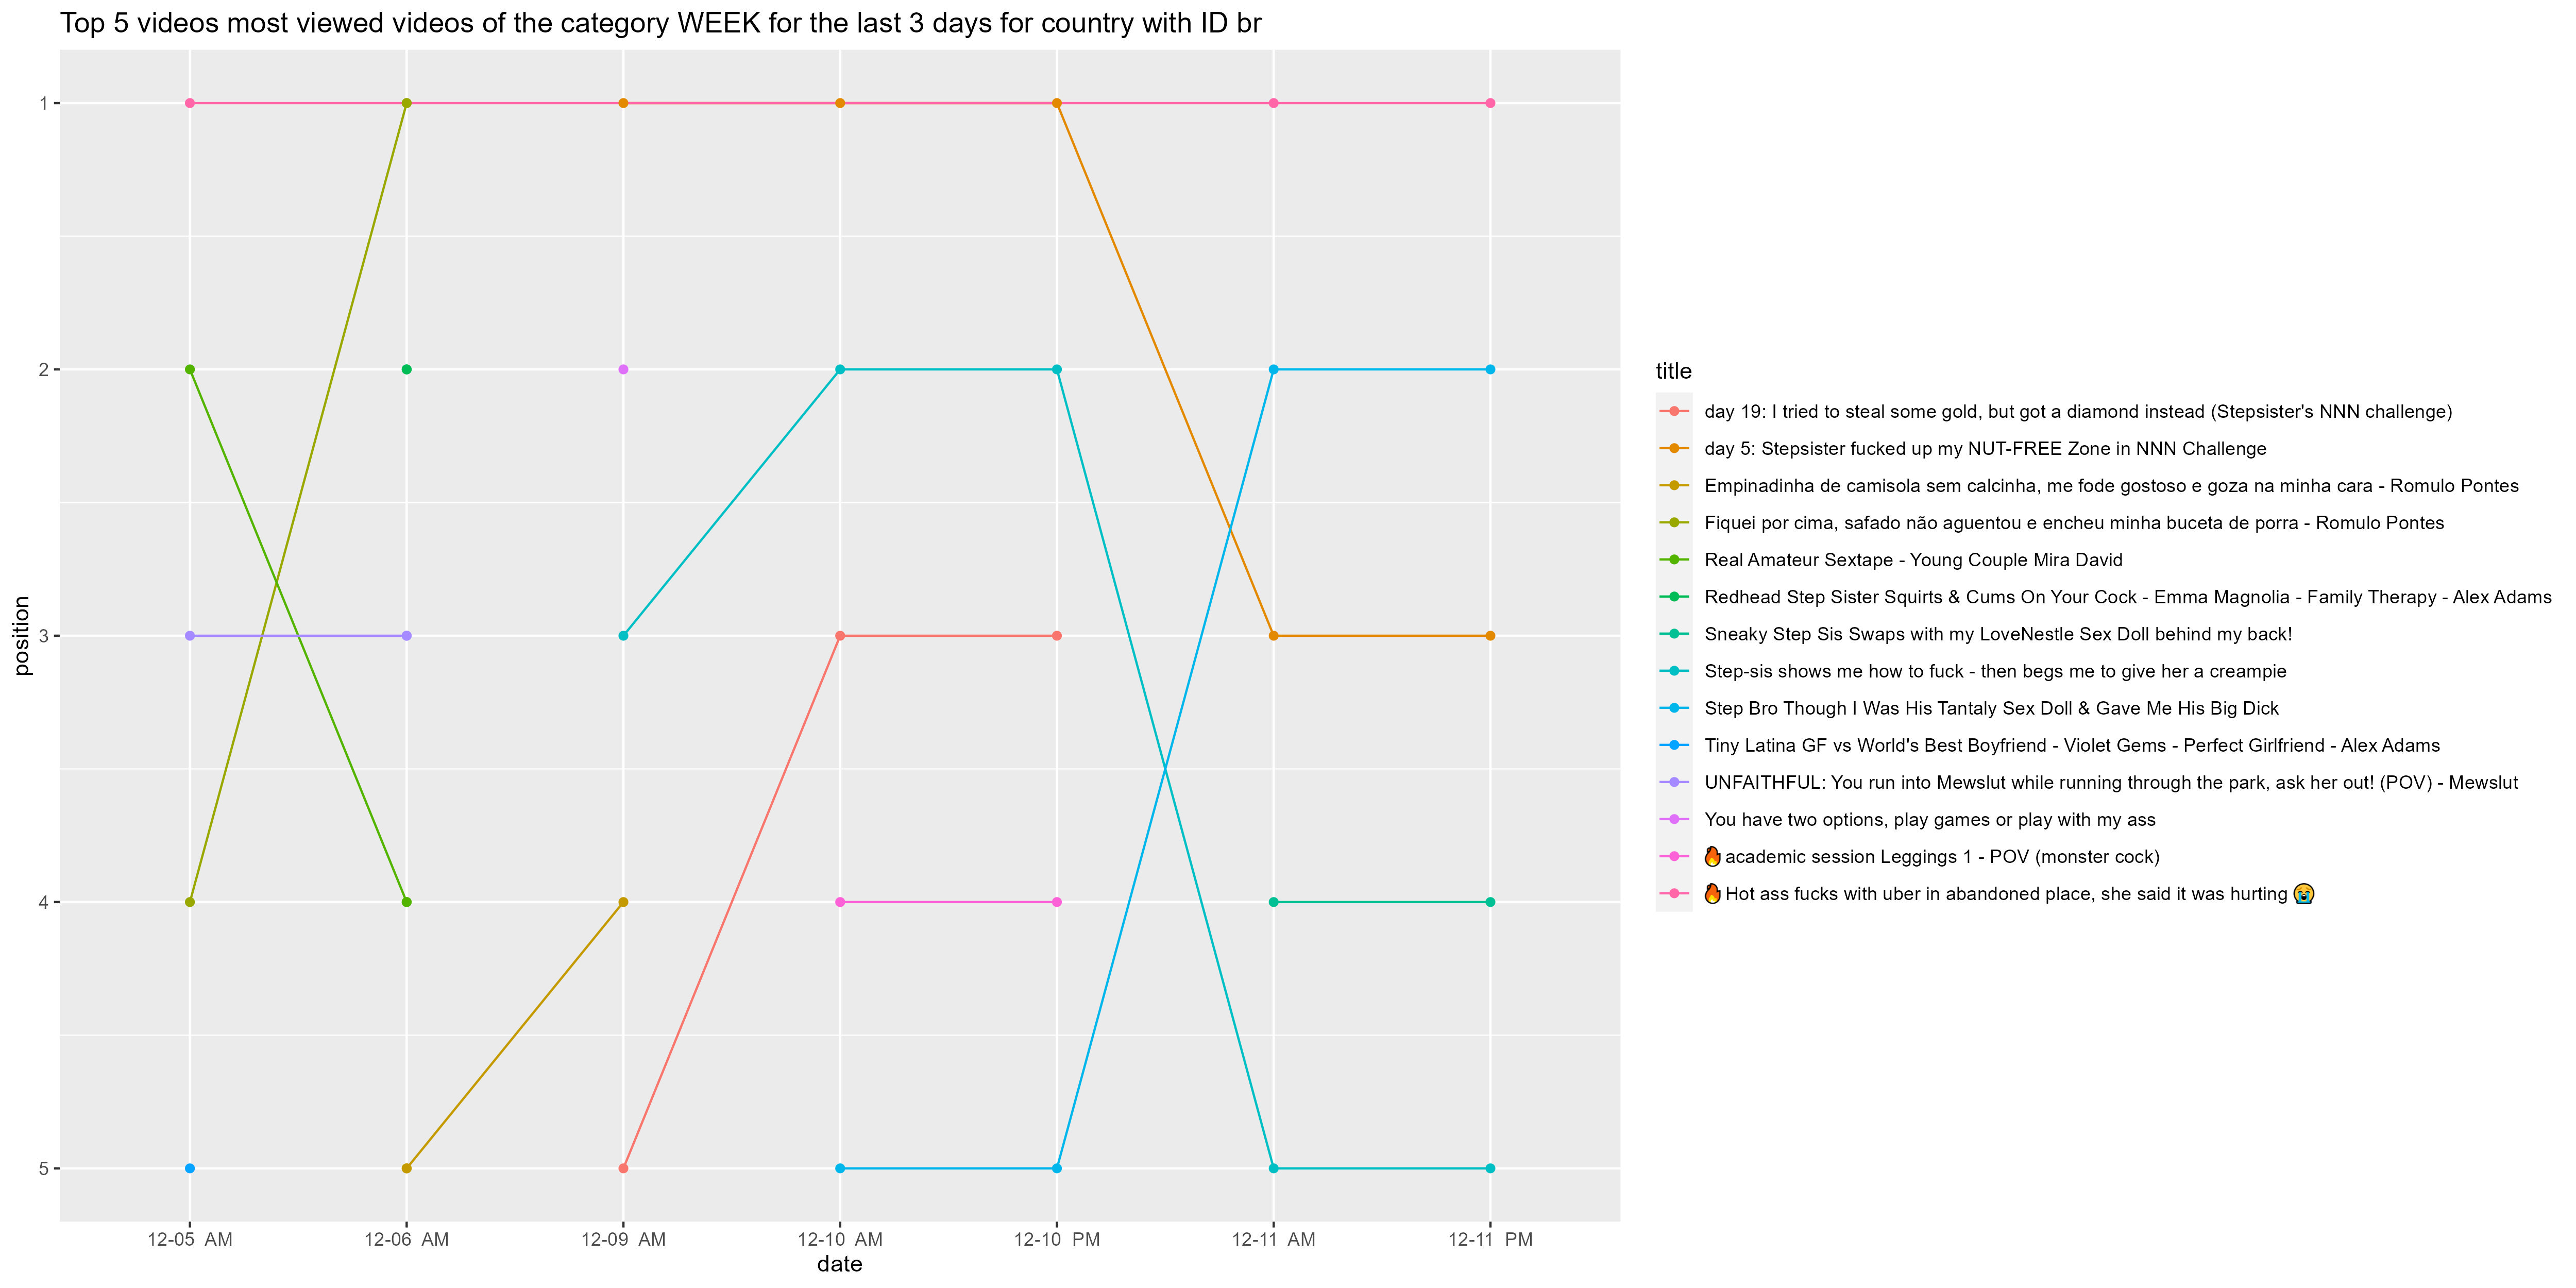 Top 5 videos most viewed videos of the category WEEK for the last 3 days for country with ID br
position
1
2
3
4
5
12-05 AM
12-06 AM
12-09 AM
12-10 AM
12-10 PM
12-11 AM
12-11 PM
date
title
day 19: I tried to steal some gold, but got a diamond instead (Stepsister's NNN challenge)
day 5: Stepsister fucked up my NUT-FREE Zone in NNN Challenge
Empinadinha de camisola sem calcinha, me fode gostoso e goza na minha cara - Romulo Pontes
Fiquei por cima, safado não aguentou e encheu minha buceta de porra - Romulo Pontes
Real Amateur Sextape - Young Couple Mira David
Redhead Step Sister Squirts & Cums On Your Cock - Emma Magnolia - Family Therapy - Alex Adams
Sneaky Step Sis Swaps with my LoveNestle Sex Doll behind my back!
Step-sis shows me how to fuck - then begs me to give her a creampie
Step Bro Though I Was His Tantaly Sex Doll & Gave Me His Big Dick
Tiny Latina GF vs World's Best Boyfriend - Violet Gems - Perfect Girlfriend - Alex Adams
UNFAITHFUL: You run into Mewslut while running through the park, ask her out! (POV) - Mewslut
You have two options, play games or play with my ass
🔥academic session Leggings 1 - POV (monster cock)
🔥Hot ass fucks with uber in abandoned place, she said it was hurting 😭